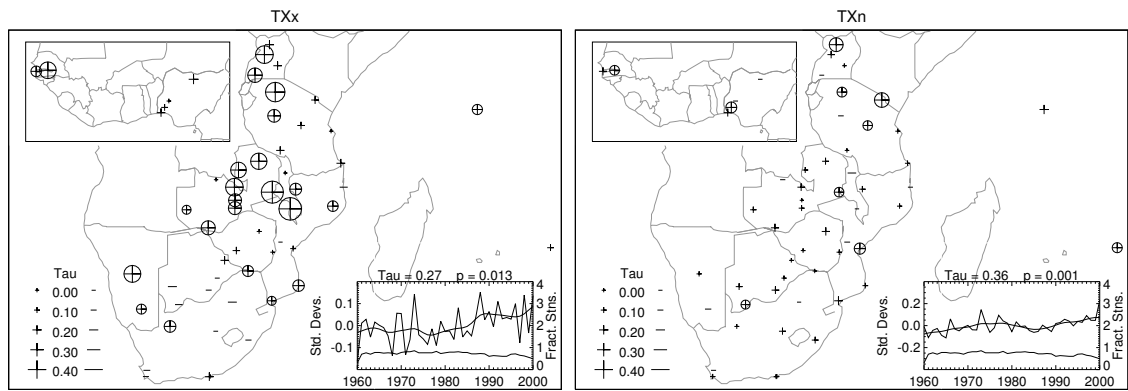 TXx
TXn
Tau
0.00
0.10
0.20
0.30
0.40
Tau = 0.27 p = 0.013
Std. Devs.
0.1
0.0
-0.1
4
3
2
1
0
Fract. Stns.
1960 1970 1980 1990 2000
Tau
0.00
0.10
0.20
0.30
0.40
Tau = 0.36 p = 0.001
Std. Devs.
0.2
0.0
-0.2
4
3
2
1
0
Fract. Stns.
1960 1970 1980 1990 2000